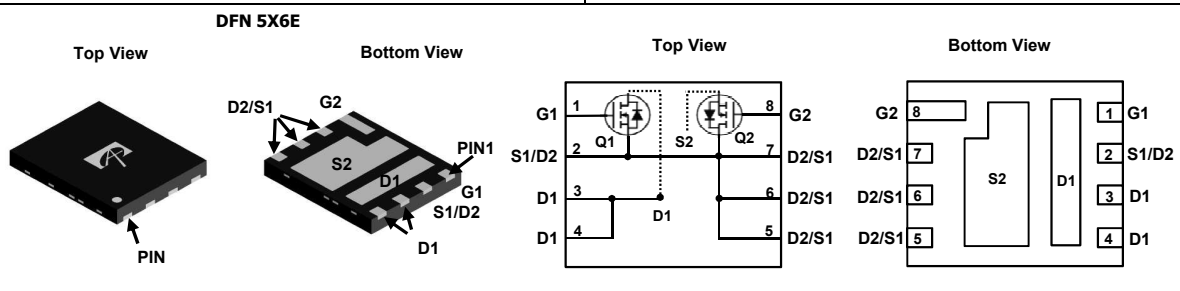 DFN 5X6E
Top View
Bottom View
D2/S1
G2
S2
D1
PIN1
G1
S1/D2
D1
PIN
Top View
G1 1
8 G2
Q1
S2
Q2
S1/D2 2
7 D2/S1
D1 3
6 D2/S1
D1
D1 4
5 D2/S1
Bottom View
G2 8
1 G1
D2/S1 7
2 S1/D2
S2
D1
D2/S1 6
3 D1
D2/S1 5
4 D1